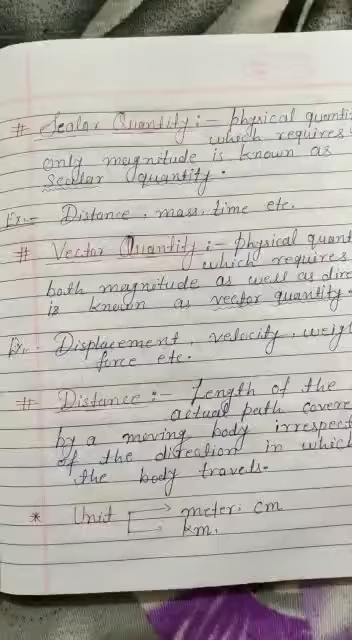 # Scalar Quantity :- physical quanti
which requires
only magnitude is known as
scalar quantity.
Ex:- Distance, mass, time etc.
# Vector Quantity :- physical quant
which requires
both magnitude as well as dire
is known as vector quantity.
Ex:- Displacement, velocity, weigh
force etc.
# Distance :- Length of the
actual path covere
by a moving body irrespect
of the direction in which
the body travels.
* Unit → meter, cm
→ km.